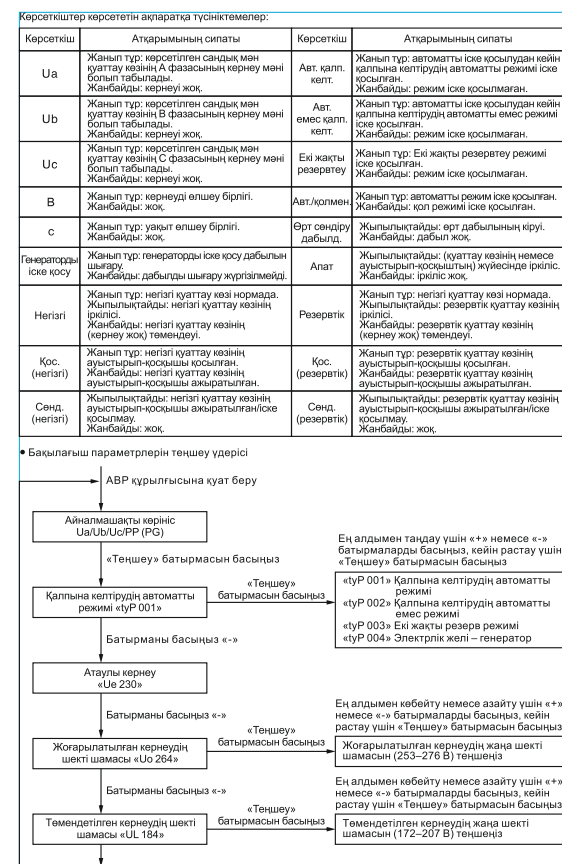 Көрсеткіштер көрсететін ақпаратқа түсініктемелер:
Көрсеткіш
Атқарымының сипаты
Көрсеткіш
Атқарымының сипаты
Ua
Жанып тұр: көрсетілген сандық мән
қуаттау көзінің А фазасының кернеу мәні
болып табылады.
Жанбайды: кернеуі жоқ.
Авт. қалп.
келт.
Жанып тұр: автоматты іске қосылудан кейін
қалпына келтірудің автоматты режимі іске
қосылған.
Жанбайды: режим іске қосылмаған.
Ub
Жанып тұр: көрсетілген сандық мән
қуаттау көзінің В фазасының кернеу мәні
болып табылады.
Жанбайды: кернеуі жоқ.
Авт.
емес қалп.
келт.
Жанып тұр: автоматты іске қосылудан кейін
қалпына келтірудің автоматты емес режимі
іске қосылған.
Жанбайды: режим іске қосылмаған.
Uc
Жанып тұр: көрсетілген сандық мән
қуаттау көзінің С фазасының кернеу мәні
болып табылады.
Жанбайды: кернеуі жоқ.
Екі жақты
резервтеу
Жанып тұр: Екі жақты резервтеу режимі
іске қосылған.
Жанбайды: режим іске қосылмаған.
В
Жанып тұр: кернеуді өлшеу бірлігі.
Жанбайды: жоқ.
Авт./қолмен
Жанып тұр: автоматты режим іске қосылған.
Жанбайды: қол режимі іске қосылған.
с
Жанып тұр: уақыт өлшеу бірлігі.
Жанбайды: жоқ.
Өрт сөндіру
дабылд.
Жыпылықтайды: өрт дабылының кіруі.
Жанбайды: дабыл жоқ.
Генераторды
іске қосу
Жанып тұр: генераторды іске қосу дабылын
шығару.
Жанбайды: дабылды шығару жүргізілмейді.
Апат
Жыпылықтайды: (қуаттау көзінің немесе
ауыстырып-қосқыштың) жүйесінде іркіліс.
Жанбайды: іркіліс жоқ.
Негізгі
Жанып тұр: негізгі қуаттау көзі нормада.
Жыпылықтайды: негізгі қуаттау көзінің
іркілісі.
Жанбайды: негізгі қуаттау көзінің
(кернеу жоқ) төмендеуі.
Резервтік
Жанып тұр: негізгі қуаттау көзі нормада.
Жыпылықтайды: резервтік қуаттау көзінің
іркілісі.
Жанбайды: резервтік қуаттау көзінің
(кернеу жоқ) төмендеуі.
Қос.
(негізгі)
Жанып тұр: негізгі қуаттау көзінің
ауыстырып-қосқышы қосылған.
Жанбайды: негізгі қуаттау көзінің
ауыстырып-қосқышы ажыратылған.
Қос.
(резервтік)
Жанып тұр: резервтік қуаттау көзінің
ауыстырып-қосқышы қосылған.
Жанбайды: резервтік қуаттау көзінің
ауыстырып-қосқышы ажыратылған.
Сөнд.
(негізгі)
Жыпылықтайды: негізгі қуаттау көзінің
ауыстырып-қосқышы ажыратылған/іске
қосылмау.
Жанбайды: жоқ.
Сөнд.
(резервтік)
Жыпылықтайды: резервтік қуаттау көзінің
ауыстырып-қосқышы ажыратылған/іске
қосылмау.
Жанбайды: жоқ.
• Бақылағыш параметрлерін теңшеу үдерісі
АВР құрылғысына қуат беру
Айналмашақты көрініс
Ua/Ub/Uc/PP (PG)
«Теңшеу» батырмасын басыңыз
Қалпына келтірудің автоматты
режимі «tyP 001»
«Теңшеу»
батырмасын басыңыз
Ең алдымен таңдау үшін «+» немесе «-»
батырмаларды басыңыз, кейін растау үшін
«Теңшеу» батырмасын басыңыз
«tyP 001» Қалпына келтірудің автоматты
режимі
«tyP 002» Қалпына келтірудің автоматты
емес режимі
«tyP 003» Екі жақты резерв режимі
«tyP 004» Электрлік желі – генератор
Батырманы басыңыз «-»
Атаулы кернеу
«Ue 230»
Батырманы басыңыз «-»
Жоғарылатылған кернеудің
шекті шамасы «Uo 264»
«Теңшеу»
батырмасын басыңыз
Ең алдымен көбейту немесе азайту үшін «+»
немесе «-» батырмаларды басыңыз, кейін
растау үшін «Теңшеу» батырмасын басыңыз
Жоғарылатылған кернеудің жаңа шекті
шамасын (253–276 В) теңшеңіз
Батырманы басыңыз «-»
Төмендетілген кернеудің шекті
шамасы «UL 184»
«Теңшеу»
батырмасын басыңыз
Ең алдымен көбейту немесе азайту үшін «+»
немесе «-» батырмаларды басыңыз, кейін
растау үшін «Теңшеу» батырмасын басыңыз
Төмендетілген кернеудің жаңа шекті
шамасын (172–207 В) теңшеңіз